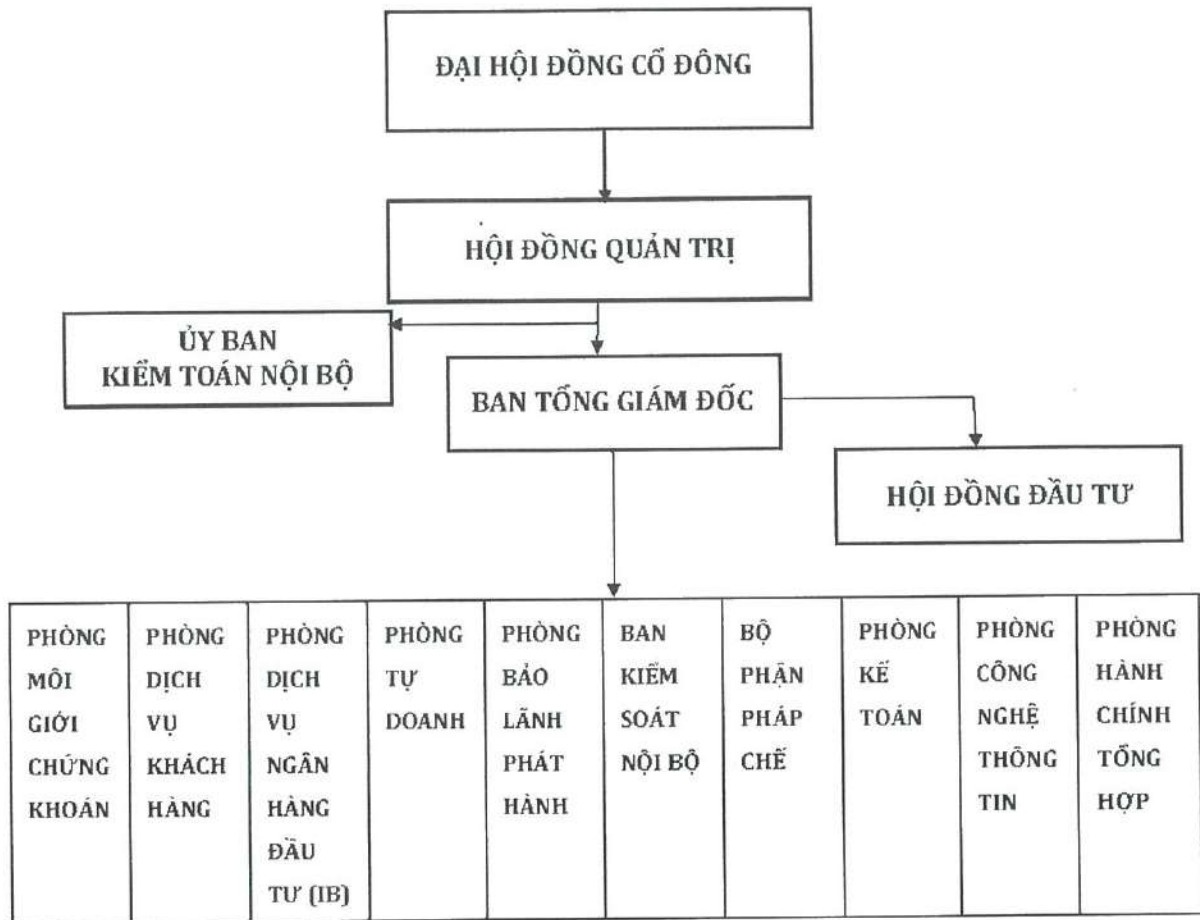 ĐẠI HỘI ĐỒNG CỔ ĐÔNG
HỘI ĐỒNG QUẢN TRỊ
ỦY BAN
KIỂM TOÁN NỘI BỘ
BAN TỔNG GIÁM ĐỐC
HỘI ĐỒNG ĐẦU TƯ
PHÒNG
MÔI
GIỚI
CHỨNG
KHOÁN
PHÒNG
DỊCH
VỤ
KHÁCH
HÀNG
PHÒNG
DỊCH
VỤ
NGÂN
HÀNG
ĐẦU
TƯ (IB)
PHÒNG
TỰ
DOANH
PHÒNG
BẢO
LÃNH
PHÁT
HÀNH
BAN
KIỂM
SOÁT
NỘI BỘ
BỘ
PHẬN
PHÁP
CHẾ
PHÒNG
KẾ
TOÁN
PHÒNG
CÔNG
NGHỆ
THÔNG
TIN
PHÒNG
HÀNH
CHÍNH
TỔNG
HỢP